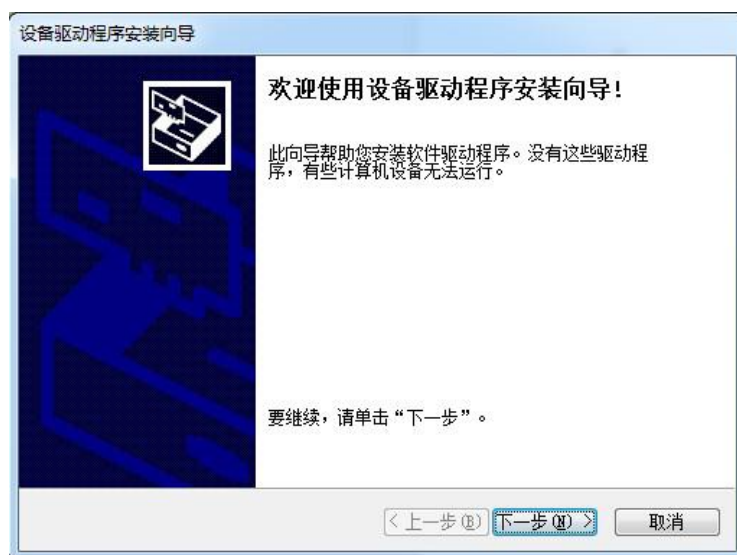 设备驱动程序安装向导
欢迎使用设备驱动程序安装向导！
此向导帮助您安装软件驱动程序。没有这些驱动程
序，有些计算机设备无法运行。
要继续，请单击“下一步”。
<上一步(B) 下一步(N)> 取消